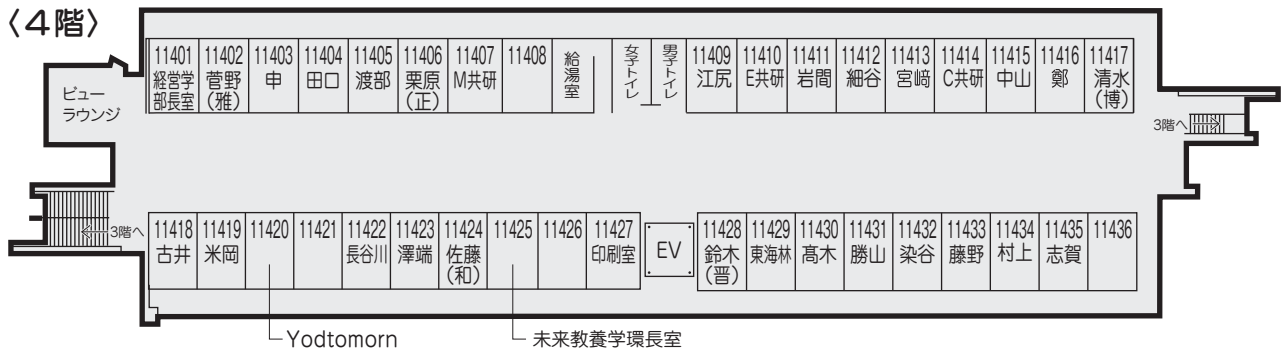 〈4階〉
ビュー
ラウンジ
11401
経営学
部長室
11402
菅野
(雅)
11403
申
11404
田口
11405
渡部
11406
栗原
(正)
11407
M共研
11408
給湯室
女子トイレ
男子トイレ
11409
江尻
11410
E共研
11411
岩間
11412
細谷
11413
宮﨑
11414
C共研
11415
中山
11416
鄭
11417
清水
(博)
3階へ
3階へ
11418
古井
11419
米岡
11420
11421
11422
長谷川
11423
澤端
11424
佐藤
(和)
11425
11426
11427
印刷室
EV
11428
鈴木
(晋)
11429
東海林
11430
髙木
11431
勝山
11432
染谷
11433
藤野
11434
村上
11435
志賀
11436
Yodtomorn
未来教養学環長室